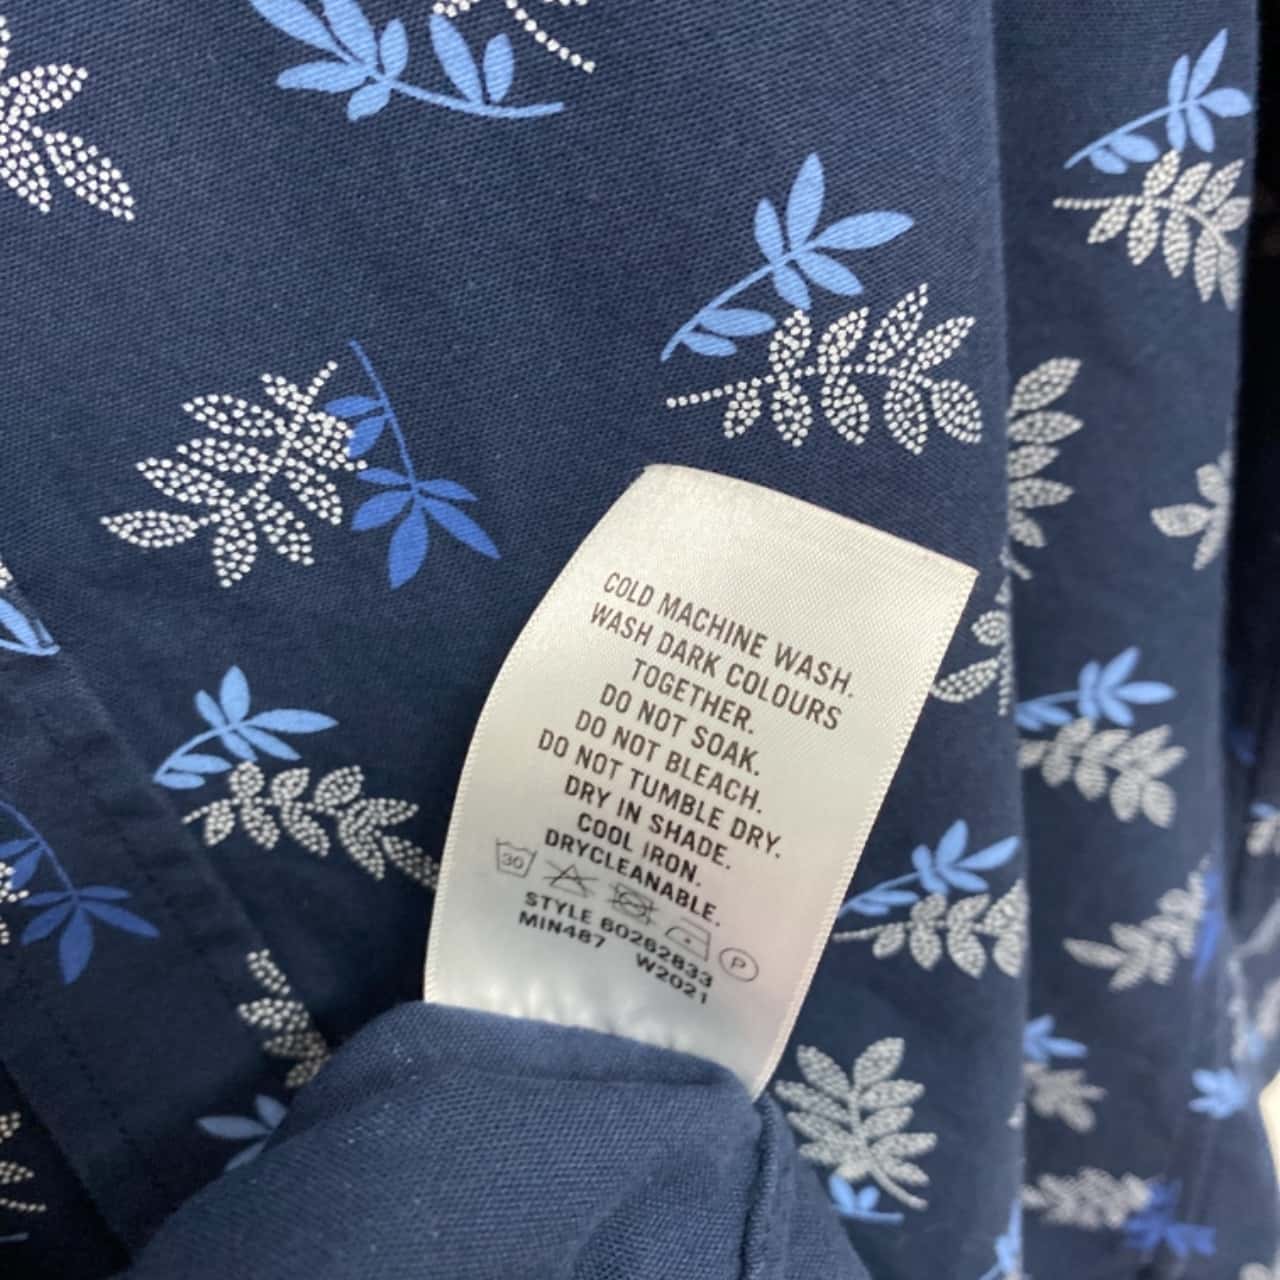 COLD MACHINE WASH.
WASH DARK COLOURS
TOGETHER.
DO NOT SOAK.
DO NOT BLEACH.
DO NOT TUMBLE DRY.
DRY IN SHADE.
COOL IRON.
DRYCLEANABLE.
30 P
STYLE 60262833
MIN487 W2021